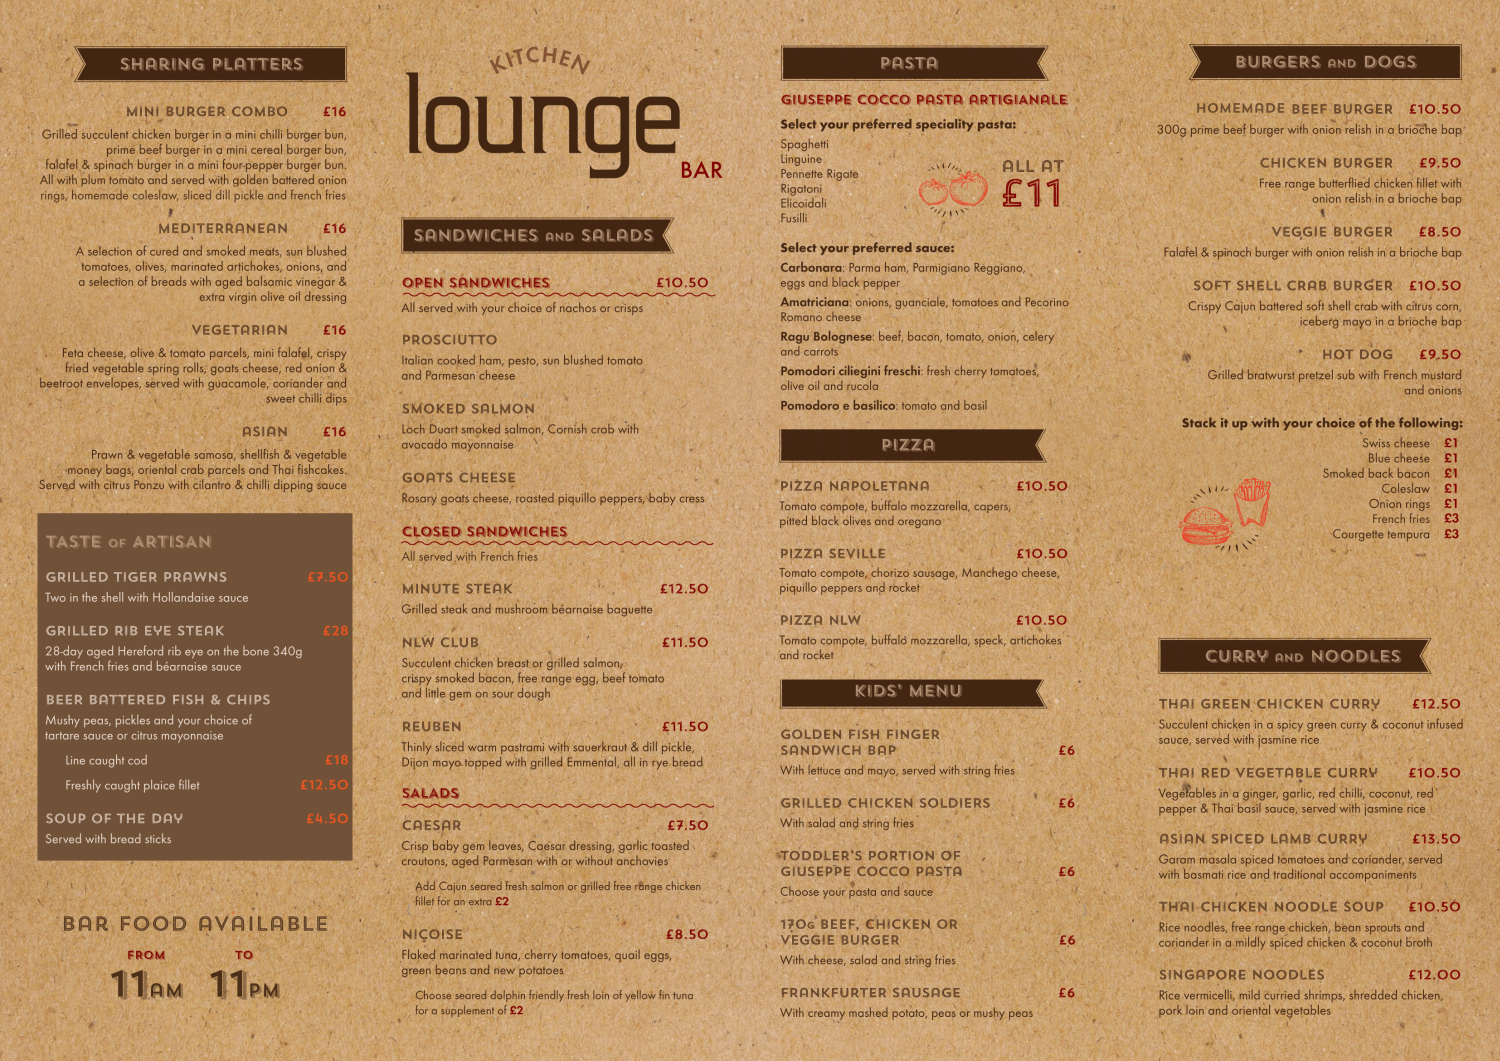 SHARING PLATTERS
MINI BURGER COMBO £16
Grilled succulent chicken burger in a mini chilli burger bun,
prime beef burger in a mini cereal burger bun,
falafel & spinach burger in a mini four-pepper burger bun.
All with plum tomato and served with golden battered onion
rings, homemade coleslaw, sliced dill pickle and french fries
MEDITERRANEAN £16
A selection of cured and smoked meats, sun blushed
tomatoes, olives, marinated artichokes, onions, and
a selection of breads with aged balsamic vinegar &
extra virgin olive oil dressing
VEGETARIAN £16
Feta cheese, olive & tomato parcels, mini falafel, crispy
fried vegetable spring rolls, goats cheese, red onion &
beetroot envelopes, served with guacamole, coriander and
sweet chilli dips
ASIAN £16
Prawn & vegetable samosa, shellfish & vegetable
money bags, oriental crab parcels and Thai fishcakes.
Served with citrus Ponzu with cilantro & chilli dipping sauce
TASTE OF ARTISAN
GRILLED TIGER PRAWNS £7.50
Two in the shell with Hollandaise sauce
GRILLED RIB EYE STEAK £28
28-day aged Hereford rib eye on the bone 340g
with French fries and béarnaise sauce
BEER BATTERED FISH & CHIPS
Mushy peas, pickles and your choice of
tartare sauce or citrus mayonnaise
Line caught cod £18
Freshly caught plaice fillet £12.50
SOUP OF THE DAY £4.50
Served with bread sticks
BAR FOOD AVAILABLE
FROM TO
11AM 11PM
KITCHEN
lounge
BAR
SANDWICHES AND SALADS
OPEN SANDWICHES £10.50
All served with your choice of nachos or crisps
PROSCIUTTO
Italian cooked ham, pesto, sun blushed tomato
and Parmesan cheese
SMOKED SALMON
Loch Duart smoked salmon, Cornish crab with
avocado mayonnaise
GOATS CHEESE
Rosary goats cheese, roasted piquillo peppers, baby cress
CLOSED SANDWICHES
All served with French fries
MINUTE STEAK £12.50
Grilled steak and mushroom béarnaise baguette
NLW CLUB £11.50
Succulent chicken breast or grilled salmon,
crispy smoked bacon, free range egg, beef tomato
and little gem on sour dough
REUBEN £11.50
Thinly sliced warm pastrami with sauerkraut & dill pickle,
Dijon mayo topped with grilled Emmental, all in rye bread
SALADS
CAESAR £7.50
Crisp baby gem leaves, Caesar dressing, garlic toasted
croutons, aged Parmesan with or without anchovies
Add Cajun seared fresh salmon or grilled free range chicken
fillet for an extra £2
NIÇOISE £8.50
Flaked marinated tuna, cherry tomatoes, quail eggs,
green beans and new potatoes
Choose seared dolphin friendly fresh loin of yellow fin tuna
for a supplement of £2
PASTA
GIUSEPPE COCCO PASTA ARTIGIANALE
Select your preferred speciality pasta:
Spaghetti
Linguine
Pennette Rigate
Rigatoni
Elicoidali
Fusilli
ALL AT
£11
Select your preferred sauce:
Carbonara: Parma ham, Parmigiano Reggiano,
eggs and black pepper
Amatriciana: onions, guanciale, tomatoes and Pecorino
Romano cheese
Ragu Bolognese: beef, bacon, tomato, onion, celery
and carrots
Pomodori ciliegini freschi: fresh cherry tomatoes,
olive oil and rucola
Pomodoro e basilico: tomato and basil
PIZZA
PIZZA NAPOLETANA £10.50
Tomato compote, buffalo mozzarella, capers,
pitted black olives and oregano
PIZZA SEVILLE £10.50
Tomato compote, chorizo sausage, Manchego cheese,
piquillo peppers and rocket
PIZZA NLW £10.50
Tomato compote, buffalo mozzarella, speck, artichokes
and rocket
KIDS' MENU
GOLDEN FISH FINGER
SANDWICH BAP £6
With lettuce and mayo, served with string fries
GRILLED CHICKEN SOLDIERS £6
With salad and string fries
TODDLER'S PORTION OF
GIUSEPPE COCCO PASTA £6
Choose your pasta and sauce
170G BEEF, CHICKEN OR
VEGGIE BURGER £6
With cheese, salad and string fries
FRANKFURTER SAUSAGE £6
With creamy mashed potato, peas or mushy peas
BURGERS AND DOGS
HOMEMADE BEEF BURGER £10.50
300g prime beef burger with onion relish in a brioche bap
CHICKEN BURGER £9.50
Free range butterflied chicken fillet with
onion relish in a brioche bap
VEGGIE BURGER £8.50
Falafel & spinach burger with onion relish in a brioche bap
SOFT SHELL CRAB BURGER £10.50
Crispy Cajun battered soft shell crab with citrus corn,
iceberg mayo in a brioche bap
HOT DOG £9.50
Grilled bratwurst pretzel sub with French mustard
and onions
Stack it up with your choice of the following:
Swiss cheese £1
Blue cheese £1
Smoked back bacon £1
Coleslaw £1
Onion rings £1
French fries £3
Courgette tempura £3
CURRY AND NOODLES
THAI GREEN CHICKEN CURRY £12.50
Succulent chicken in a spicy green curry & coconut infused
sauce, served with jasmine rice
THAI RED VEGETABLE CURRY £10.50
Vegetables in a ginger, garlic, red chilli, coconut, red
pepper & Thai basil sauce, served with jasmine rice
ASIAN SPICED LAMB CURRY £13.50
Garam masala spiced tomatoes and coriander, served
with basmati rice and traditional accompaniments
THAI CHICKEN NOODLE SOUP £10.50
Rice noodles, free range chicken, bean sprouts and
coriander in a mildly spiced chicken & coconut broth
SINGAPORE NOODLES £12.00
Rice vermicelli, mild curried shrimps, shredded chicken,
pork loin and oriental vegetables